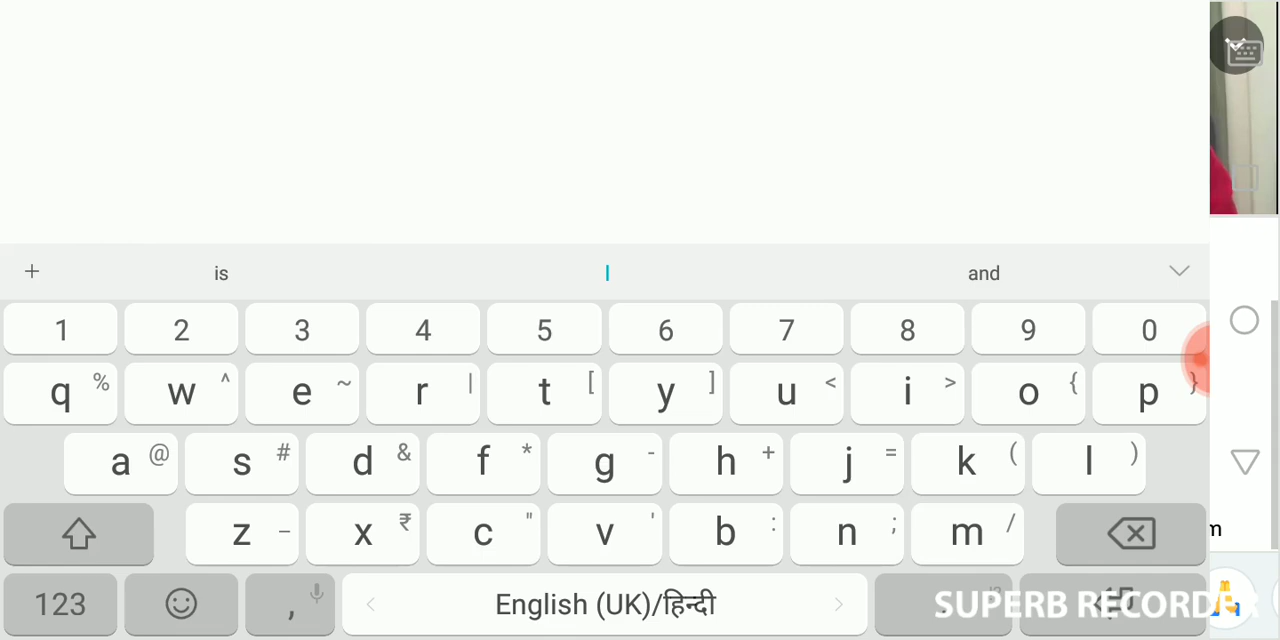 + is I and
1 2 3 4 5 6 7 8 9 0
q % w ^ e ~ r | t [ y ] u < i > o { p }
a @ s # d & f * g - h + j = k ( l )
z _ x ₹ c " v ' b : n ; m /
m
123 , < English (UK)/हिन्दी >
SUPERB RECORDER